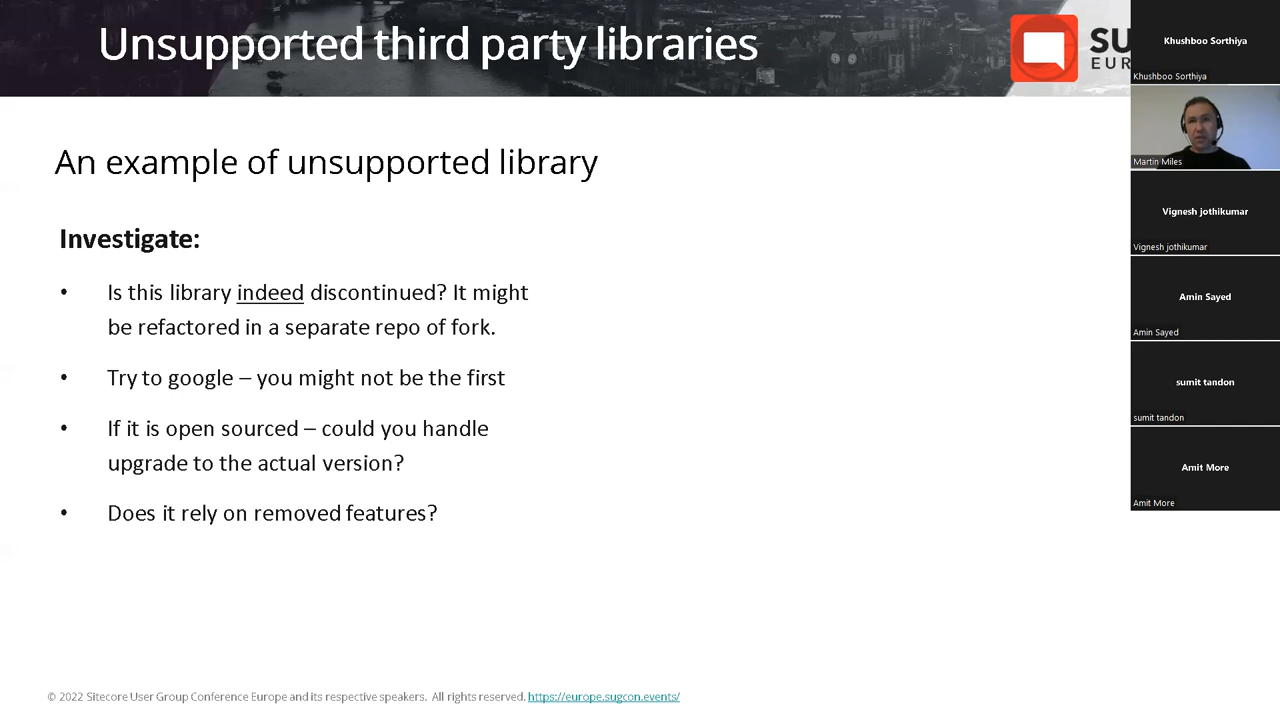 Unsupported third party libraries
SU
EUR
An example of unsupported library
Investigate:
• Is this library indeed discontinued? It might
be refactored in a separate repo of fork.
• Try to google – you might not be the first
• If it is open sourced – could you handle
upgrade to the actual version?
• Does it rely on removed features?
© 2022 Sitecore User Group Conference Europe and its respective speakers. All rights reserved. https://europe.sugcon.events/
Khushboo Sorthiya
Khushboo Sorthiya
Martin Miles
Vignesh jothikumar
Vignesh jothikumar
Amin Sayed
Amin Sayed
sumit tandon
sumit tandon
Amit More
Amit More